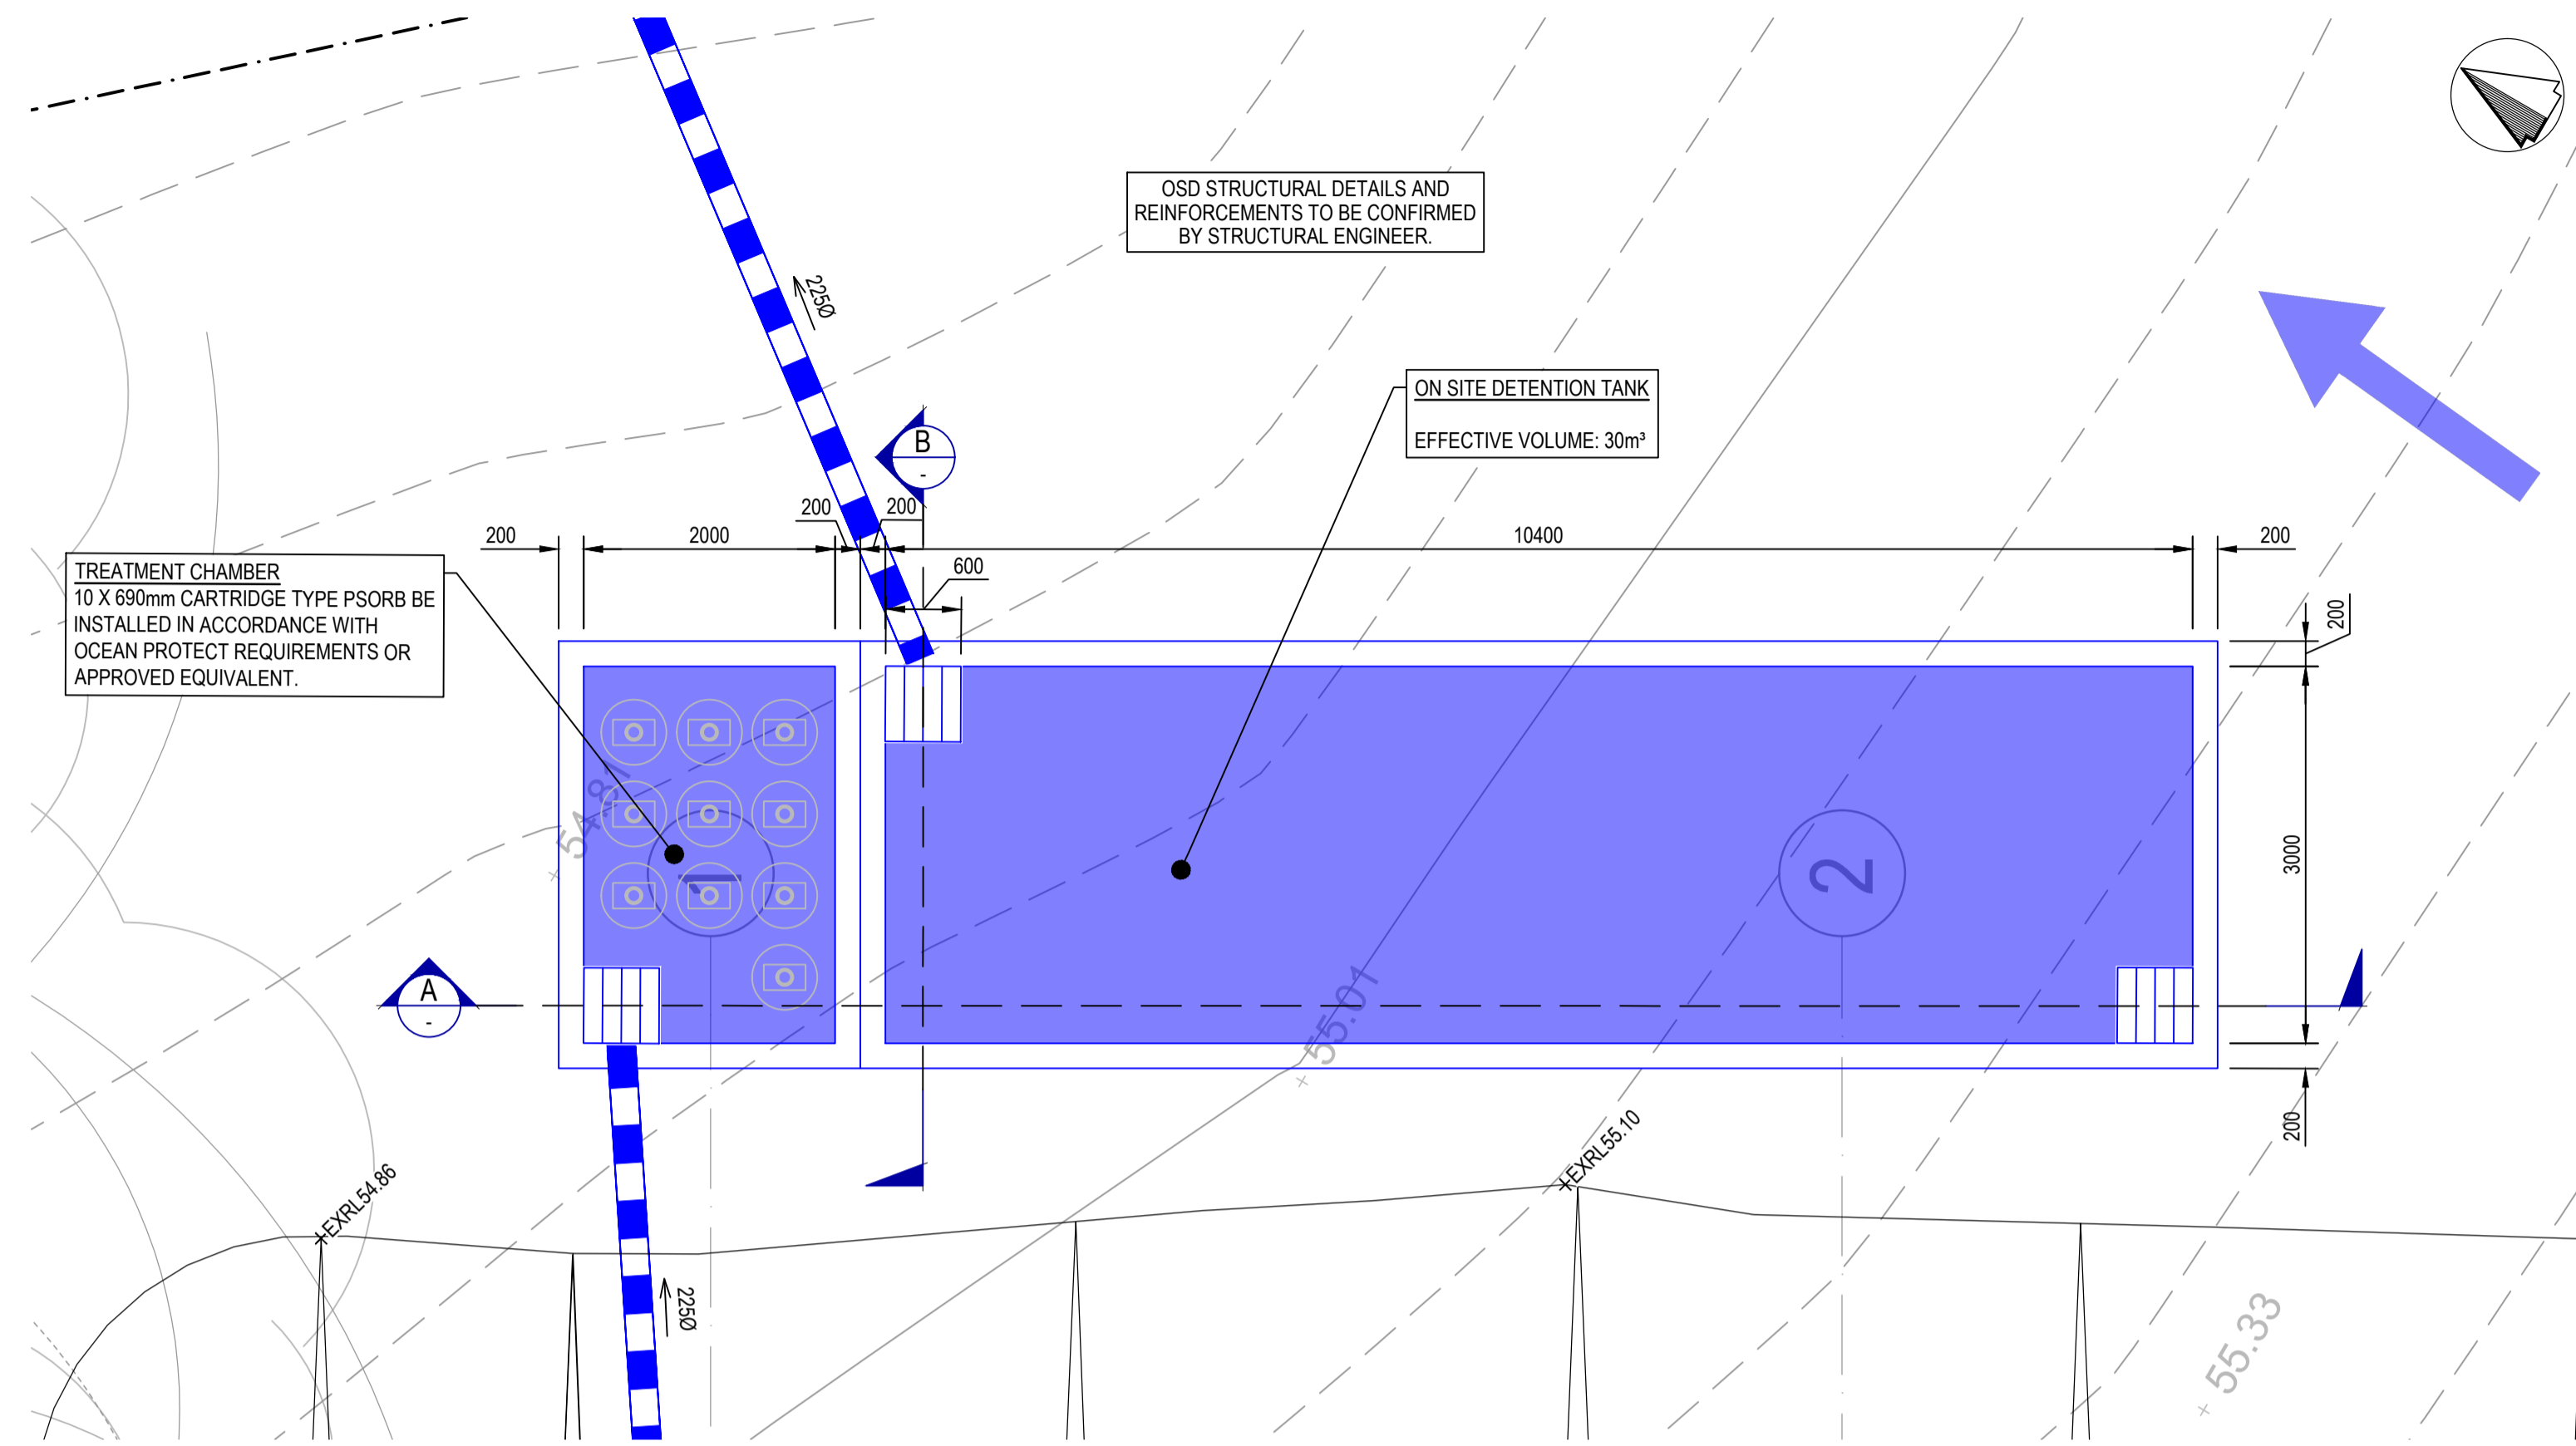 OSD STRUCTURAL DETAILS AND
REINFORCEMENTS TO BE CONFIRMED
BY STRUCTURAL ENGINEER.
225Ø
ON SITE DETENTION TANK
EFFECTIVE VOLUME: 30m³
B
-
200
2000
200
200
10400
200
600
200
TREATMENT CHAMBER
10 X 690mm CARTRIDGE TYPE PSORB BE
INSTALLED IN ACCORDANCE WITH
OCEAN PROTECT REQUIREMENTS OR
APPROVED EQUIVALENT.
54.81
1
2
3000
A
-
55.01
200
EXRL55.10
EXRL54.86
225Ø
55.33